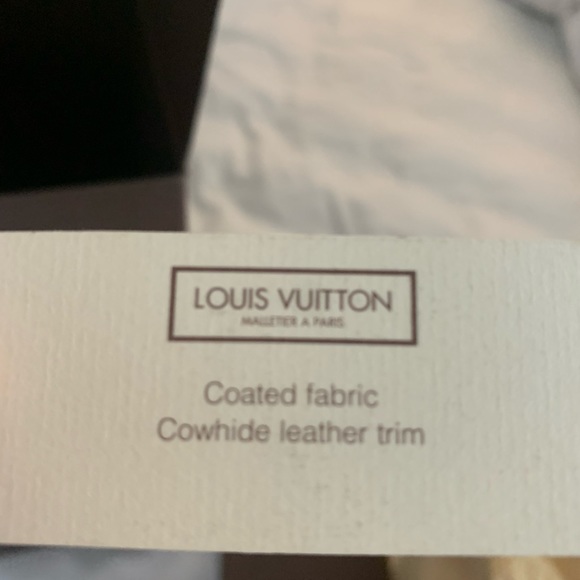 LOUIS VUITTON
MALLETIER A PARIS
Coated fabric
Cowhide leather trim